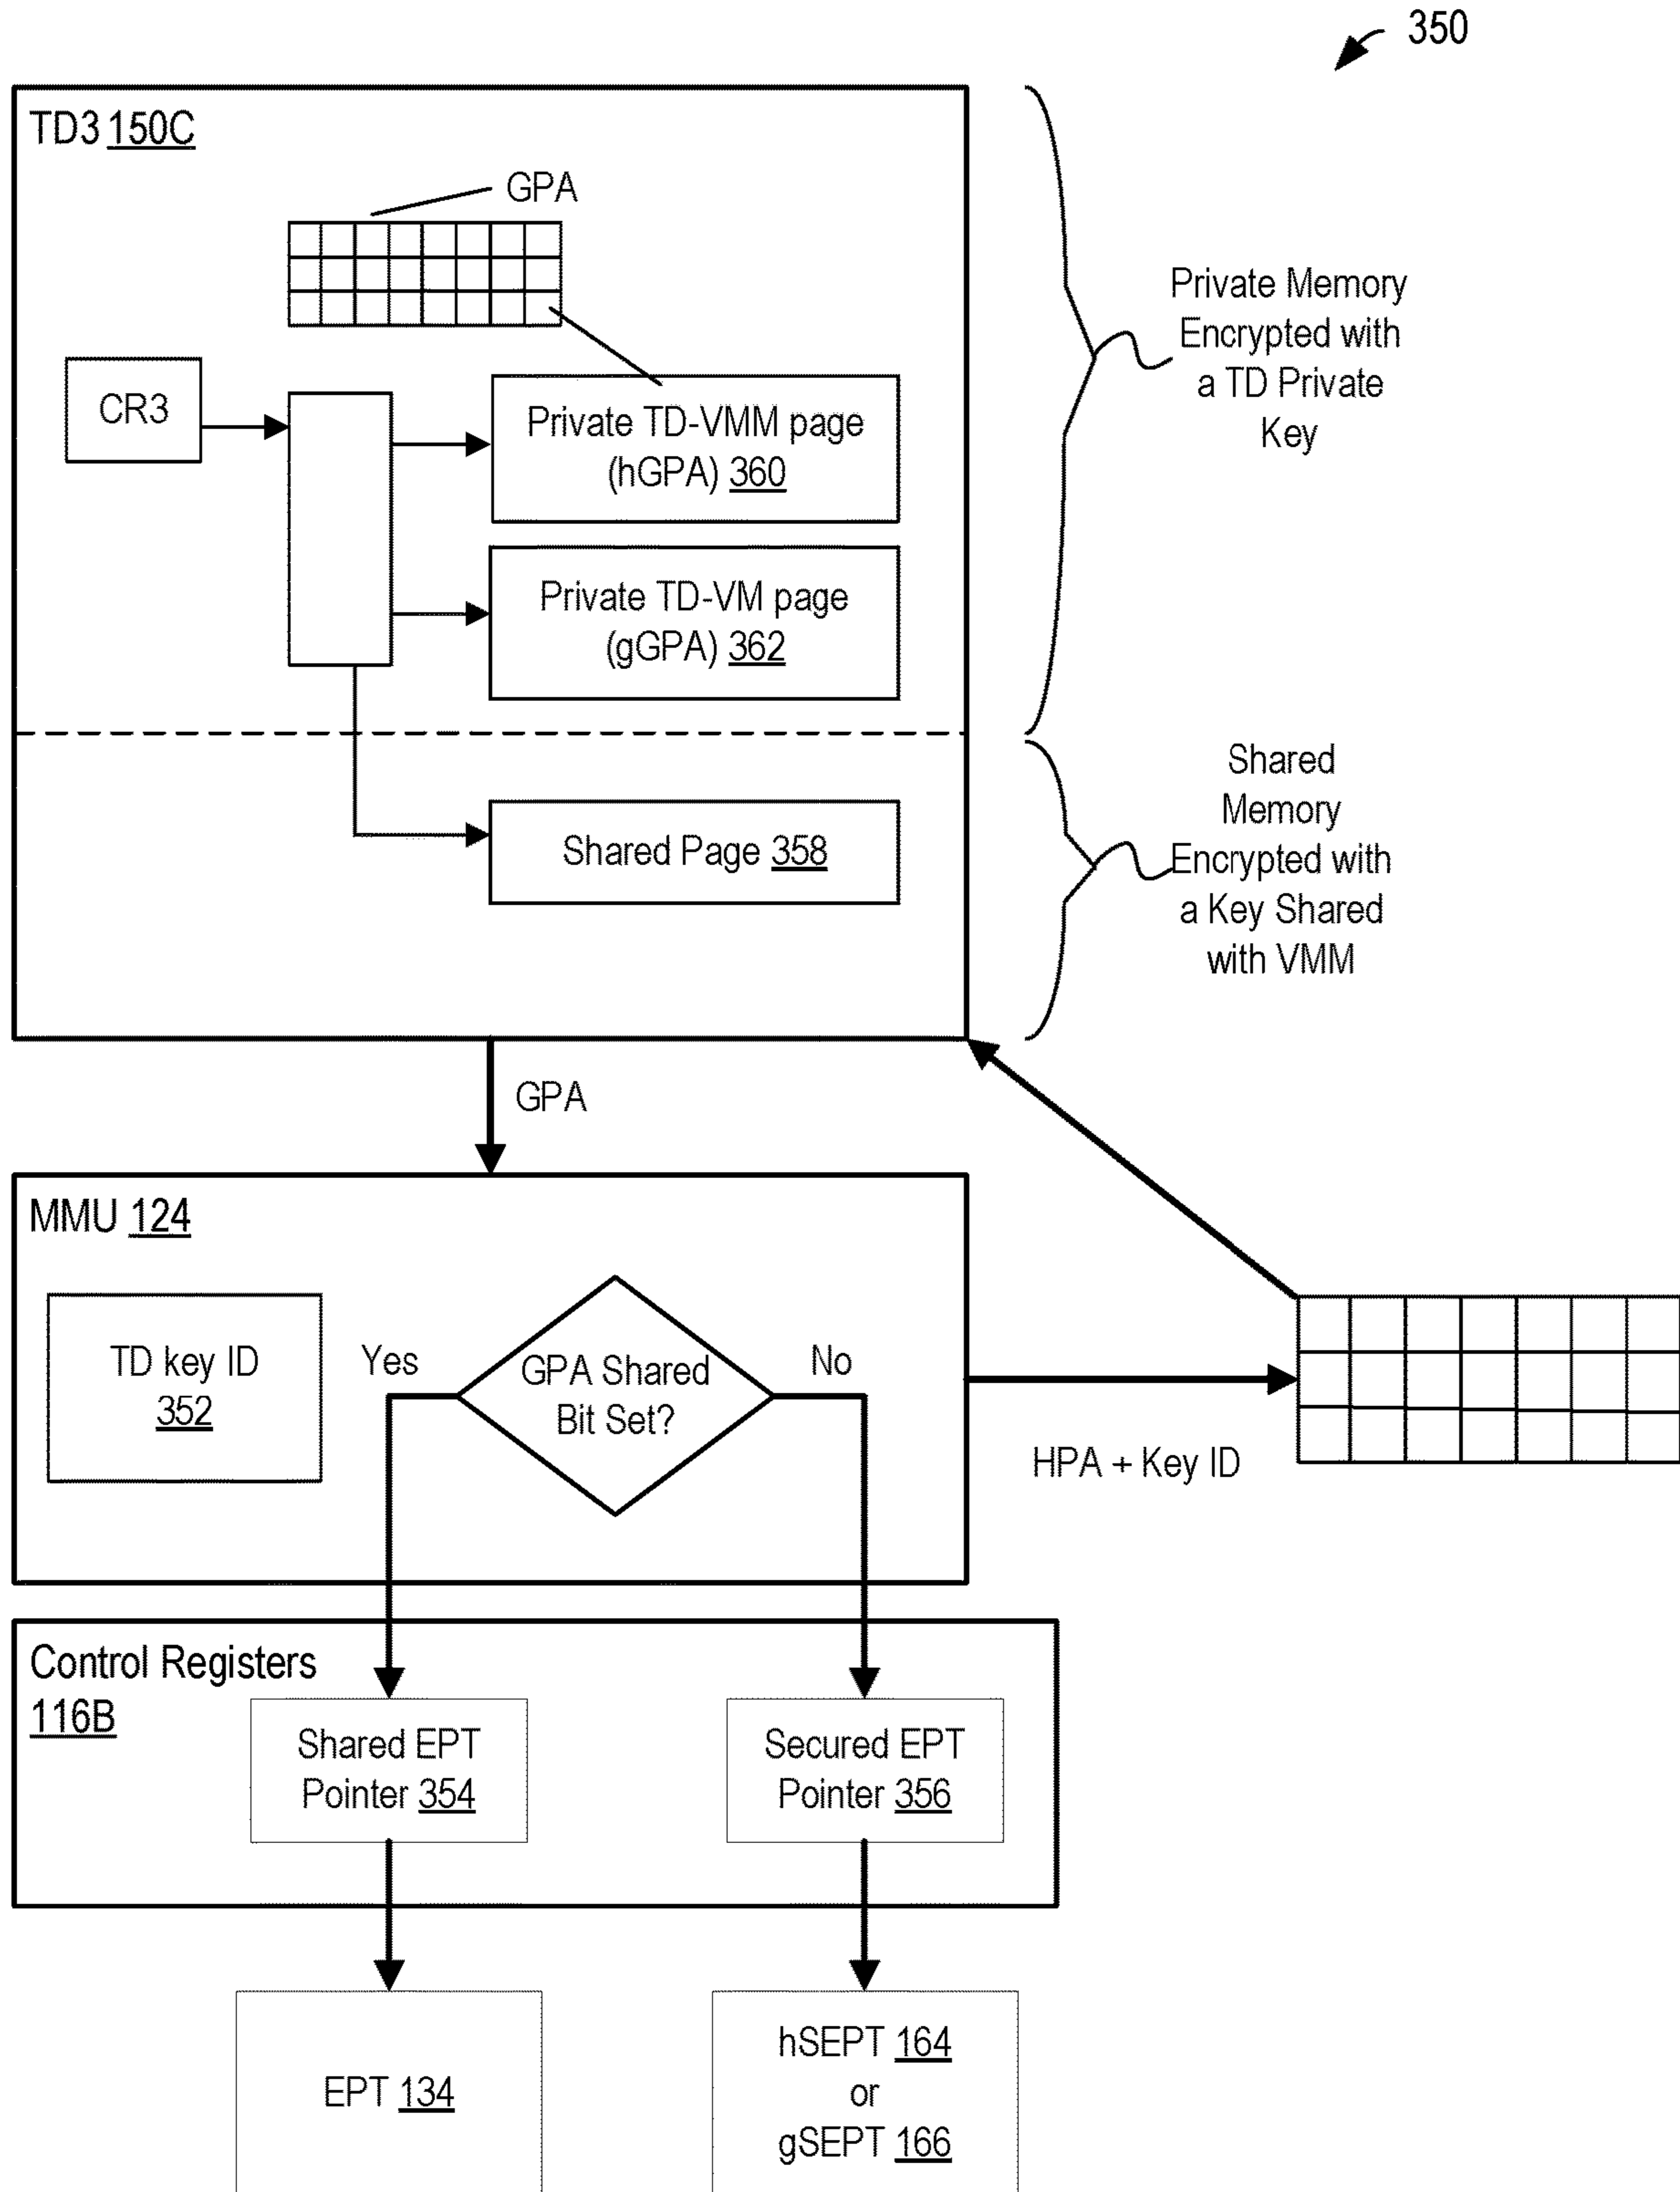 350
TD3 150C
GPA
CR3
Private TD-VMM page
(hGPA) 360
Private TD-VM page
(gGPA) 362
Shared Page 358
Private Memory
Encrypted with
a TD Private
Key
Shared
Memory
Encrypted with
a Key Shared
with VMM
GPA
MMU 124
TD key ID
352
Yes
GPA Shared
Bit Set?
No
HPA + Key ID
Control Registers
116B
Shared EPT
Pointer 354
Secured EPT
Pointer 356
EPT 134
hSEPT 164
or
gSEPT 166